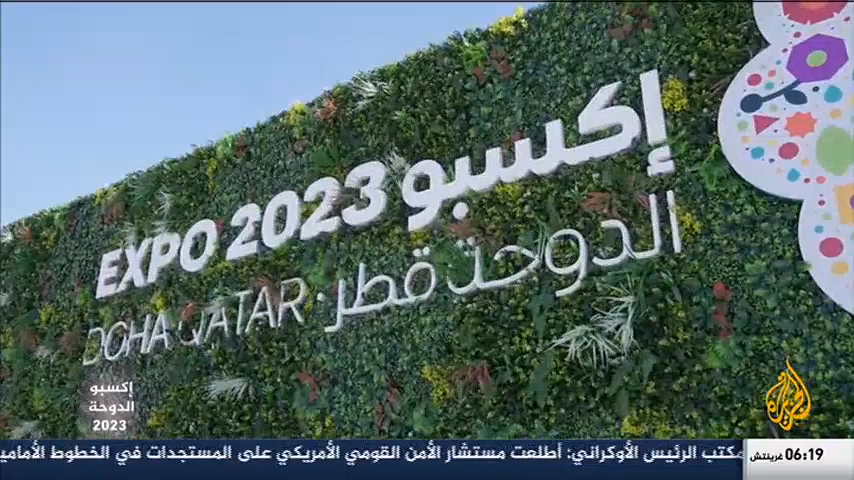 إكسبو EXPO 2023
الدوحة قطر DOHA QATAR
إكسبو
الدوحة
2023
مكتب الرئيس الأوكراني: أطلعت مستشار الأمن القومي الأمريكي على المستجدات في الخطوط
06:19 غرينتش